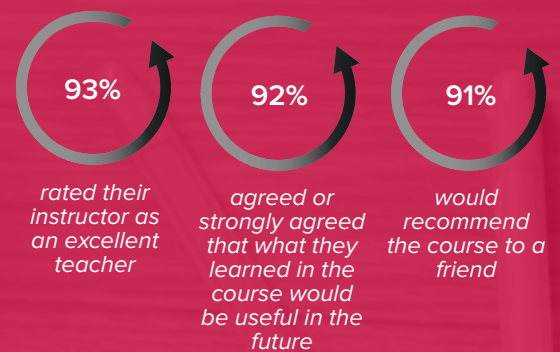 93%
rated their
instructor as
an excellent
teacher
92%
agreed or
strongly agreed
that what they
learned in the
course would
be useful in the
future
91%
would
recommend
the course to a
friend